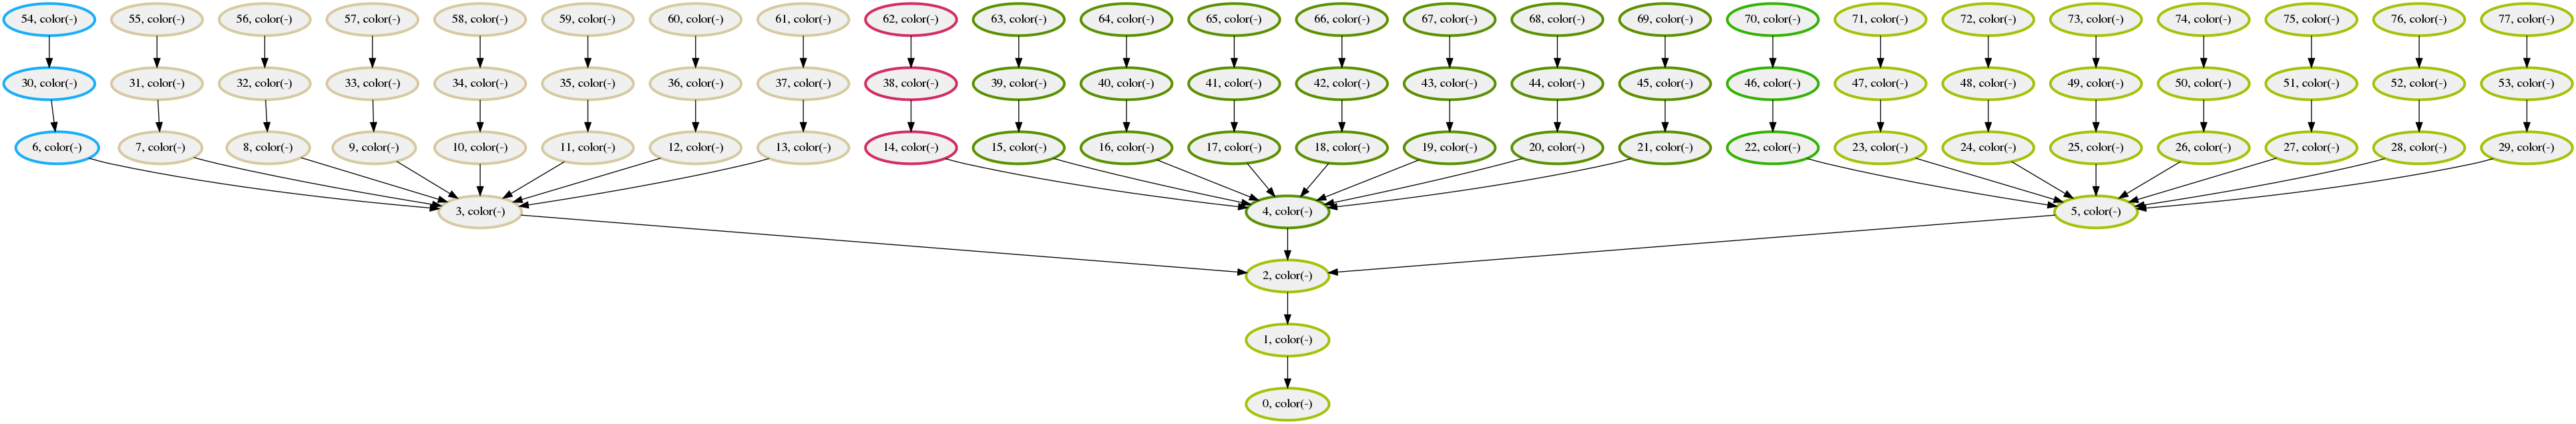 54, color(-)
55, color(-)
56, color(-)
57, color(-)
58, color(-)
59, color(-)
60, color(-)
61, color(-)
62, color(-)
63, color(-)
64, color(-)
65, color(-)
66, color(-)
67, color(-)
68, color(-)
69, color(-)
70, color(-)
71, color(-)
72, color(-)
73, color(-)
74, color(-)
75, color(-)
76, color(-)
77, color(-)
30, color(-)
31, color(-)
32, color(-)
33, color(-)
34, color(-)
35, color(-)
36, color(-)
37, color(-)
38, color(-)
39, color(-)
40, color(-)
41, color(-)
42, color(-)
43, color(-)
44, color(-)
45, color(-)
46, color(-)
47, color(-)
48, color(-)
49, color(-)
50, color(-)
51, color(-)
52, color(-)
53, color(-)
6, color(-)
7, color(-)
8, color(-)
9, color(-)
10, color(-)
11, color(-)
12, color(-)
13, color(-)
14, color(-)
15, color(-)
16, color(-)
17, color(-)
18, color(-)
19, color(-)
20, color(-)
21, color(-)
22, color(-)
23, color(-)
24, color(-)
25, color(-)
26, color(-)
27, color(-)
28, color(-)
29, color(-)
3, color(-)
4, color(-)
5, color(-)
2, color(-)
1, color(-)
0, color(-)